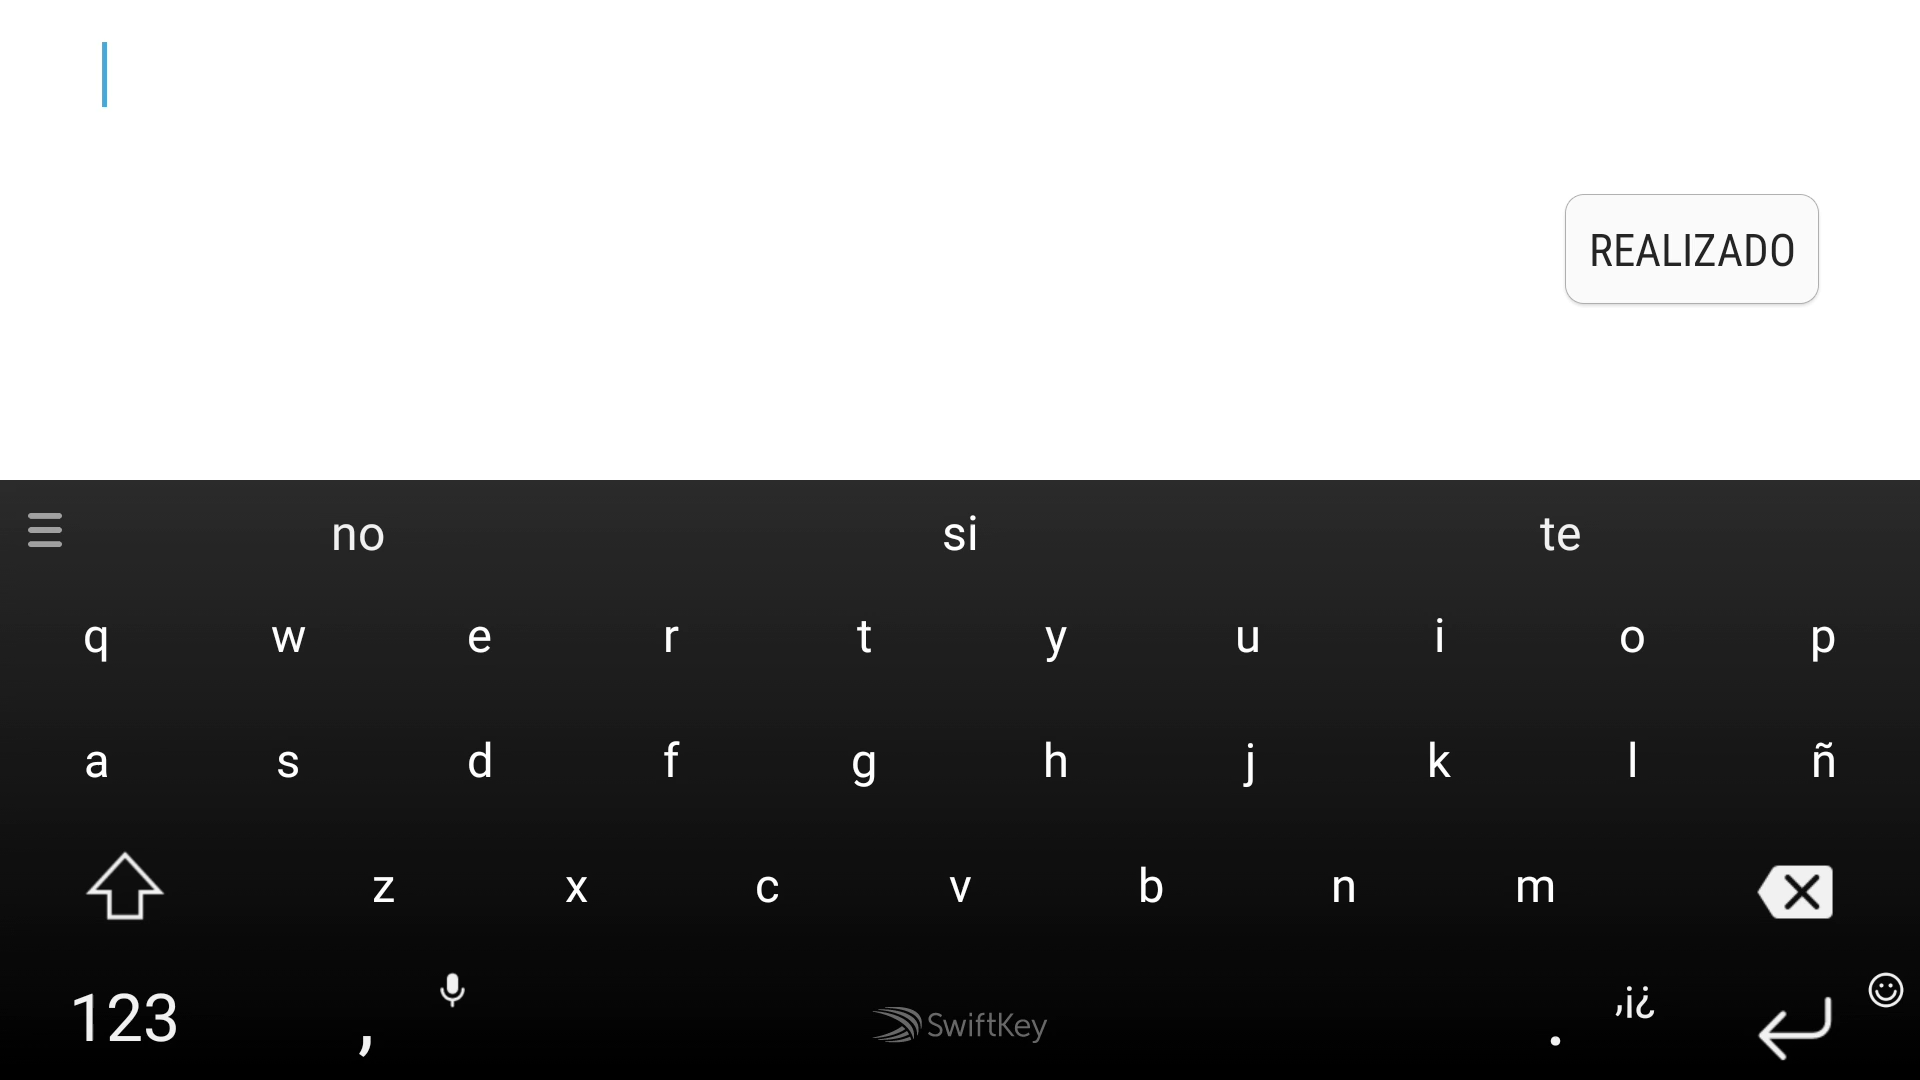 REALIZADO
no si te
q w e r t y u i o p
a s d f g h j k l ñ
z x c v b n m
123 , SwiftKey . ,¡¿